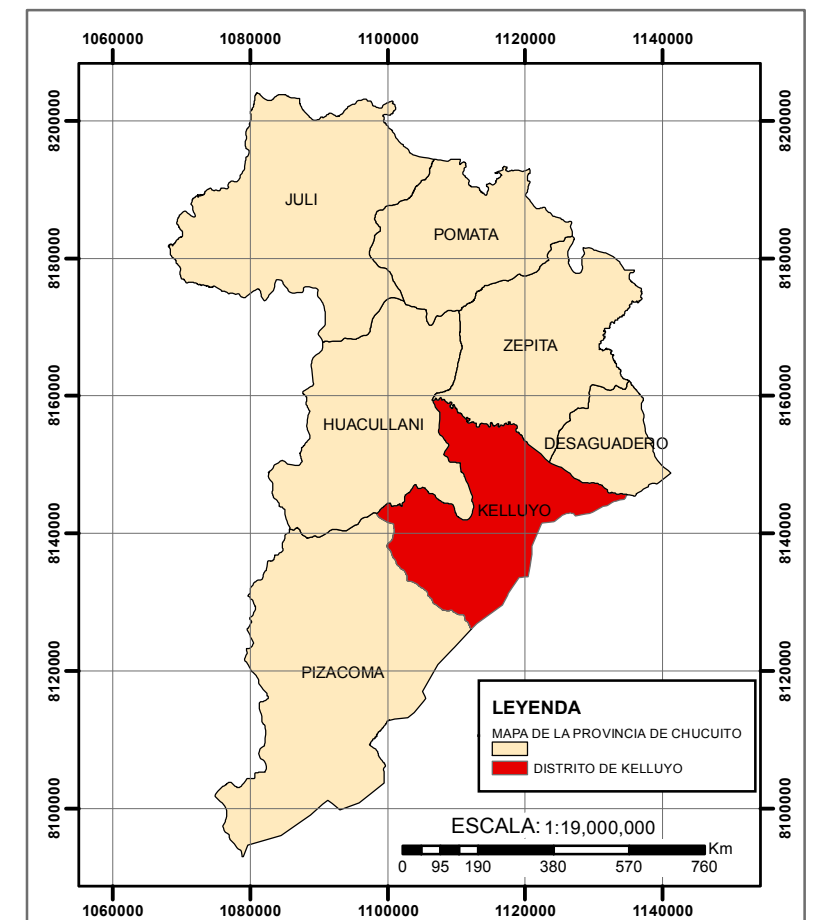 1060000 1080000 1100000 1120000 1140000
8200000 8200000
JULI
POMATA
8180000 8180000
ZEPITA
8160000 8160000
HUACULLANI
DESAGUADERO
KELLUYO
8140000 8140000
PIZACOMA
8120000 8120000
LEYENDA
MAPA DE LA PROVINCIA DE CHUCUITO
DISTRITO DE KELLUYO
8100000 8100000
ESCALA: 1:19,000,000
Km
0 95 190 380 570 760
1060000 1080000 1100000 1120000 1140000